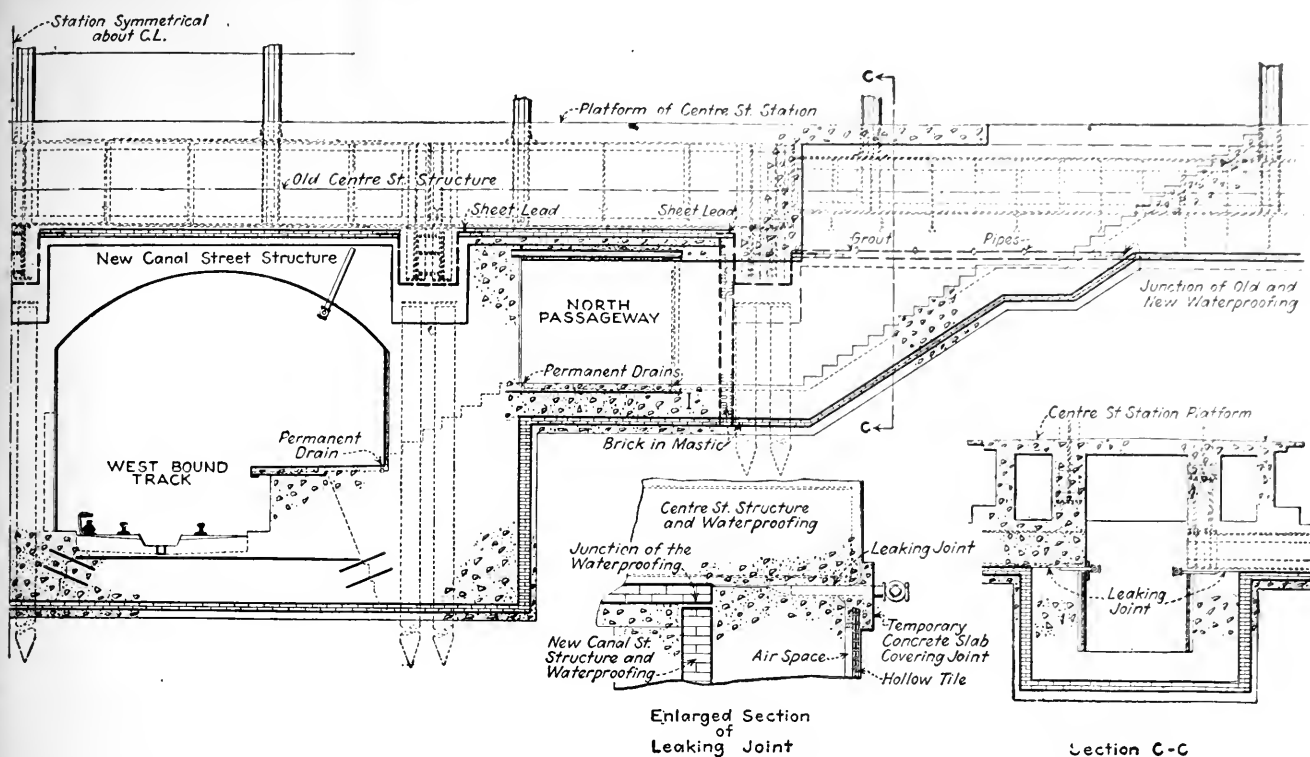 Station Symmetrical
about C.L.
C
Platform of Centre St. Station
Old Centre St. Structure
Sheet Lead
Sheet Lead
Grout
Pipes
New Canal Street Structure
NORTH
PASSAGEWAY
Junction of Old and
New Waterproofing
Permanent Drains
C
Brick in Mastic
Permanent
Drain
WEST BOUND
TRACK
Centre St Station Platform
Centre St. Structure
and Waterproofing
Junction of the
Waterproofing
Leaking Joint
Leaking
Joint
New Canal St.
Structure and
Waterproofing
Air Space
Temporary
Concrete Slab
Covering Joint
Hollow Tile
Enlarged Section
of
Leaking Joint
Section C-C